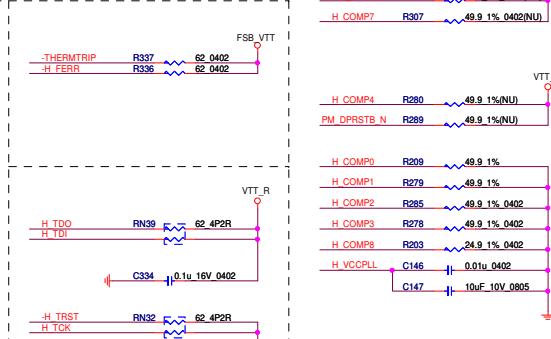 FSB_VTT
-THERMTRIP R337 62_0402
-H_FERR R336 62_0402
VTT_R
H_TDO RN39 62_4P2R
H_TDI
C334 0.1u_16V_0402
-H_TRST RN32 62_4P2R
H_TCK
H_COMP7 R307 49.9_1%_0402(NU)
VTT_
H_COMP4 R280 49.9_1%(NU)
PM_DPRSTB_N R289 49.9_1%(NU)
H_COMP0 R209 49.9_1%
H_COMP1 R279 49.9_1%
H_COMP2 R285 49.9_1%_0402
H_COMP3 R278 49.9_1%_0402
H_COMP8 R203 24.9_1%_0402
H_VCCPLL C146 0.01u_0402
C147 10uF_10V_0805